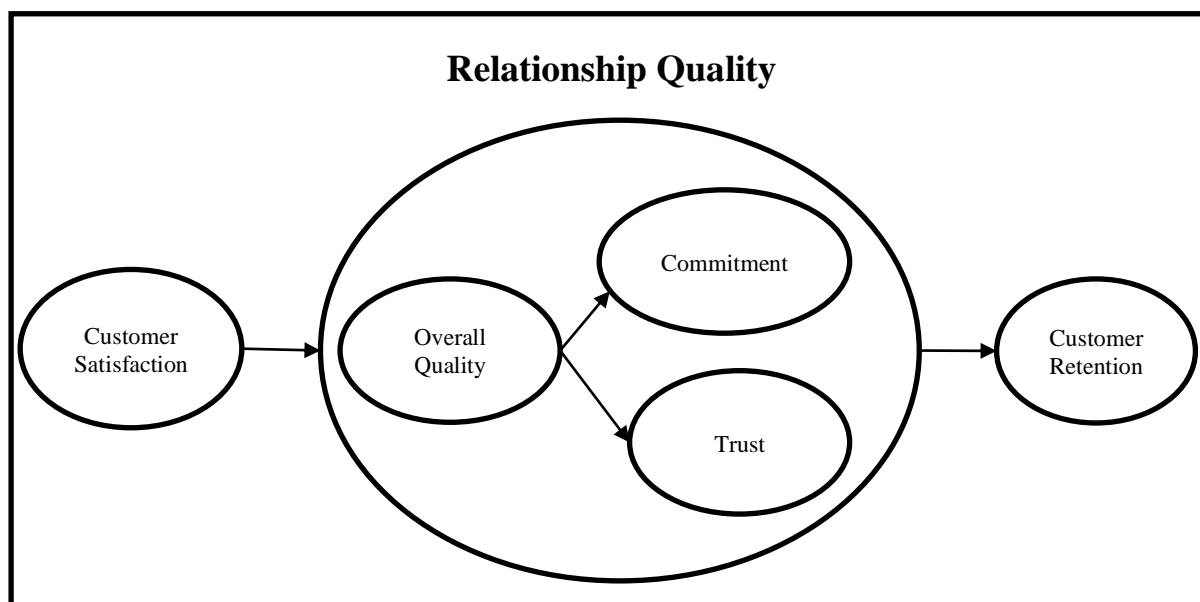 Relationship Quality
Commitment
Customer
Satisfaction
Overall
Quality
Customer
Retention
Trust